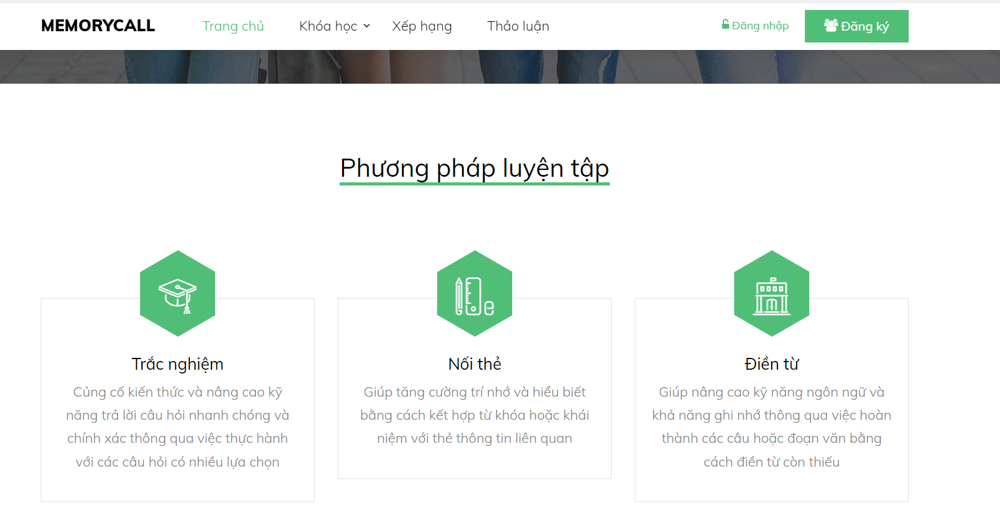 MEMORYCALL Trang chủ Khóa học Xếp hạng Thảo luận Đăng nhập Đăng ký
Phương pháp luyện tập
Trắc nghiệm
Củng cố kiến thức và nâng cao kỹ
năng trả lời câu hỏi nhanh chóng và
chính xác thông qua việc thực hành
với các câu hỏi có nhiều lựa chọn
Nối thẻ
Giúp tăng cường trí nhớ và hiểu biết
bằng cách kết hợp từ khóa hoặc khái
niệm với thẻ thông tin liên quan
Điền từ
Giúp nâng cao kỹ năng ngôn ngữ và
khả năng ghi nhớ thông qua việc hoàn
thành các câu hoặc đoạn văn bằng
cách điền từ còn thiếu